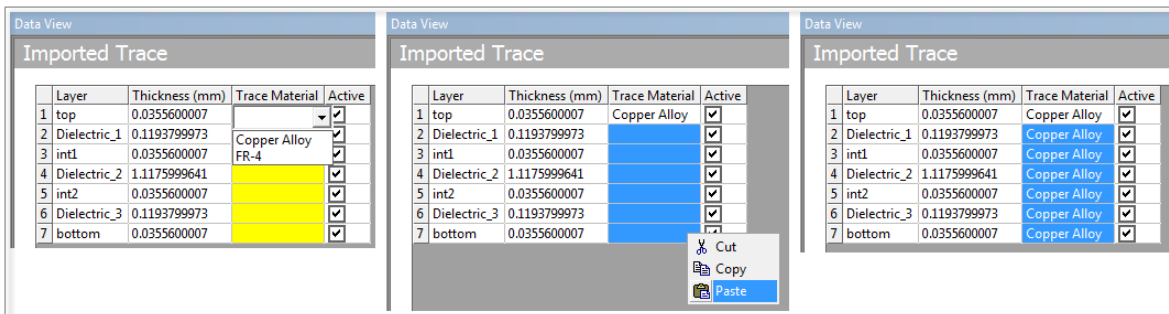 Data View
Imported Trace
Layer Thickness (mm) Trace Material Active
1 top 0.0355600007
2 Dielectric_1 0.1193799973 Copper Alloy
3 int1 0.0355600007 FR-4
4 Dielectric_2 1.1175999641
5 int2 0.0355600007
6 Dielectric_3 0.1193799973
7 bottom 0.0355600007
Data View
Imported Trace
Layer Thickness (mm) Trace Material Active
1 top 0.0355600007 Copper Alloy
2 Dielectric_1 0.1193799973
3 int1 0.0355600007
4 Dielectric_2 1.1175999641
5 int2 0.0355600007
6 Dielectric_3 0.1193799973
7 bottom 0.0355600007
Cut
Copy
Paste
Data View
Imported Trace
Layer Thickness (mm) Trace Material Active
1 top 0.0355600007 Copper Alloy
2 Dielectric_1 0.1193799973 Copper Alloy
3 int1 0.0355600007 Copper Alloy
4 Dielectric_2 1.1175999641 Copper Alloy
5 int2 0.0355600007 Copper Alloy
6 Dielectric_3 0.1193799973 Copper Alloy
7 bottom 0.0355600007 Copper Alloy